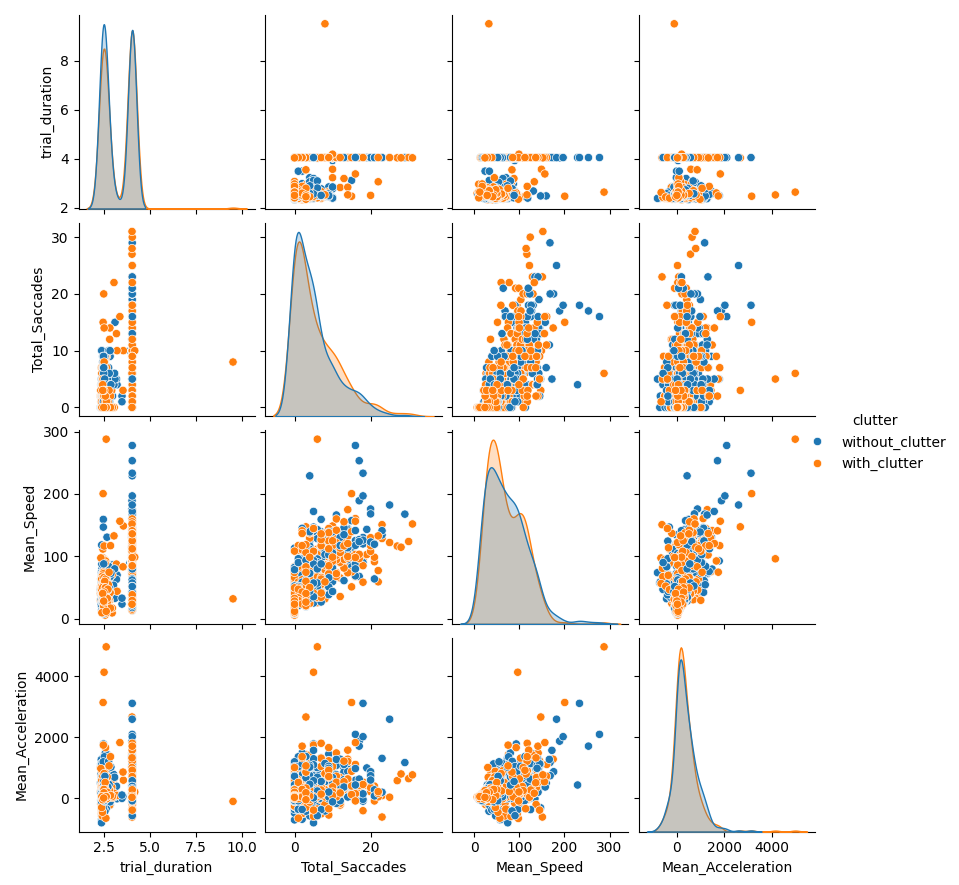 trial_duration
8
6
4
2
Total_Saccades
30
20
10
0
clutter
without_clutter
with_clutter
Mean_Speed
300
200
100
0
Mean_Acceleration
4000
2000
0
2.5 5.0 7.5 10.0 0 20 0 100 200 300 0 2000 4000
trial_duration Total_Saccades Mean_Speed Mean_Acceleration